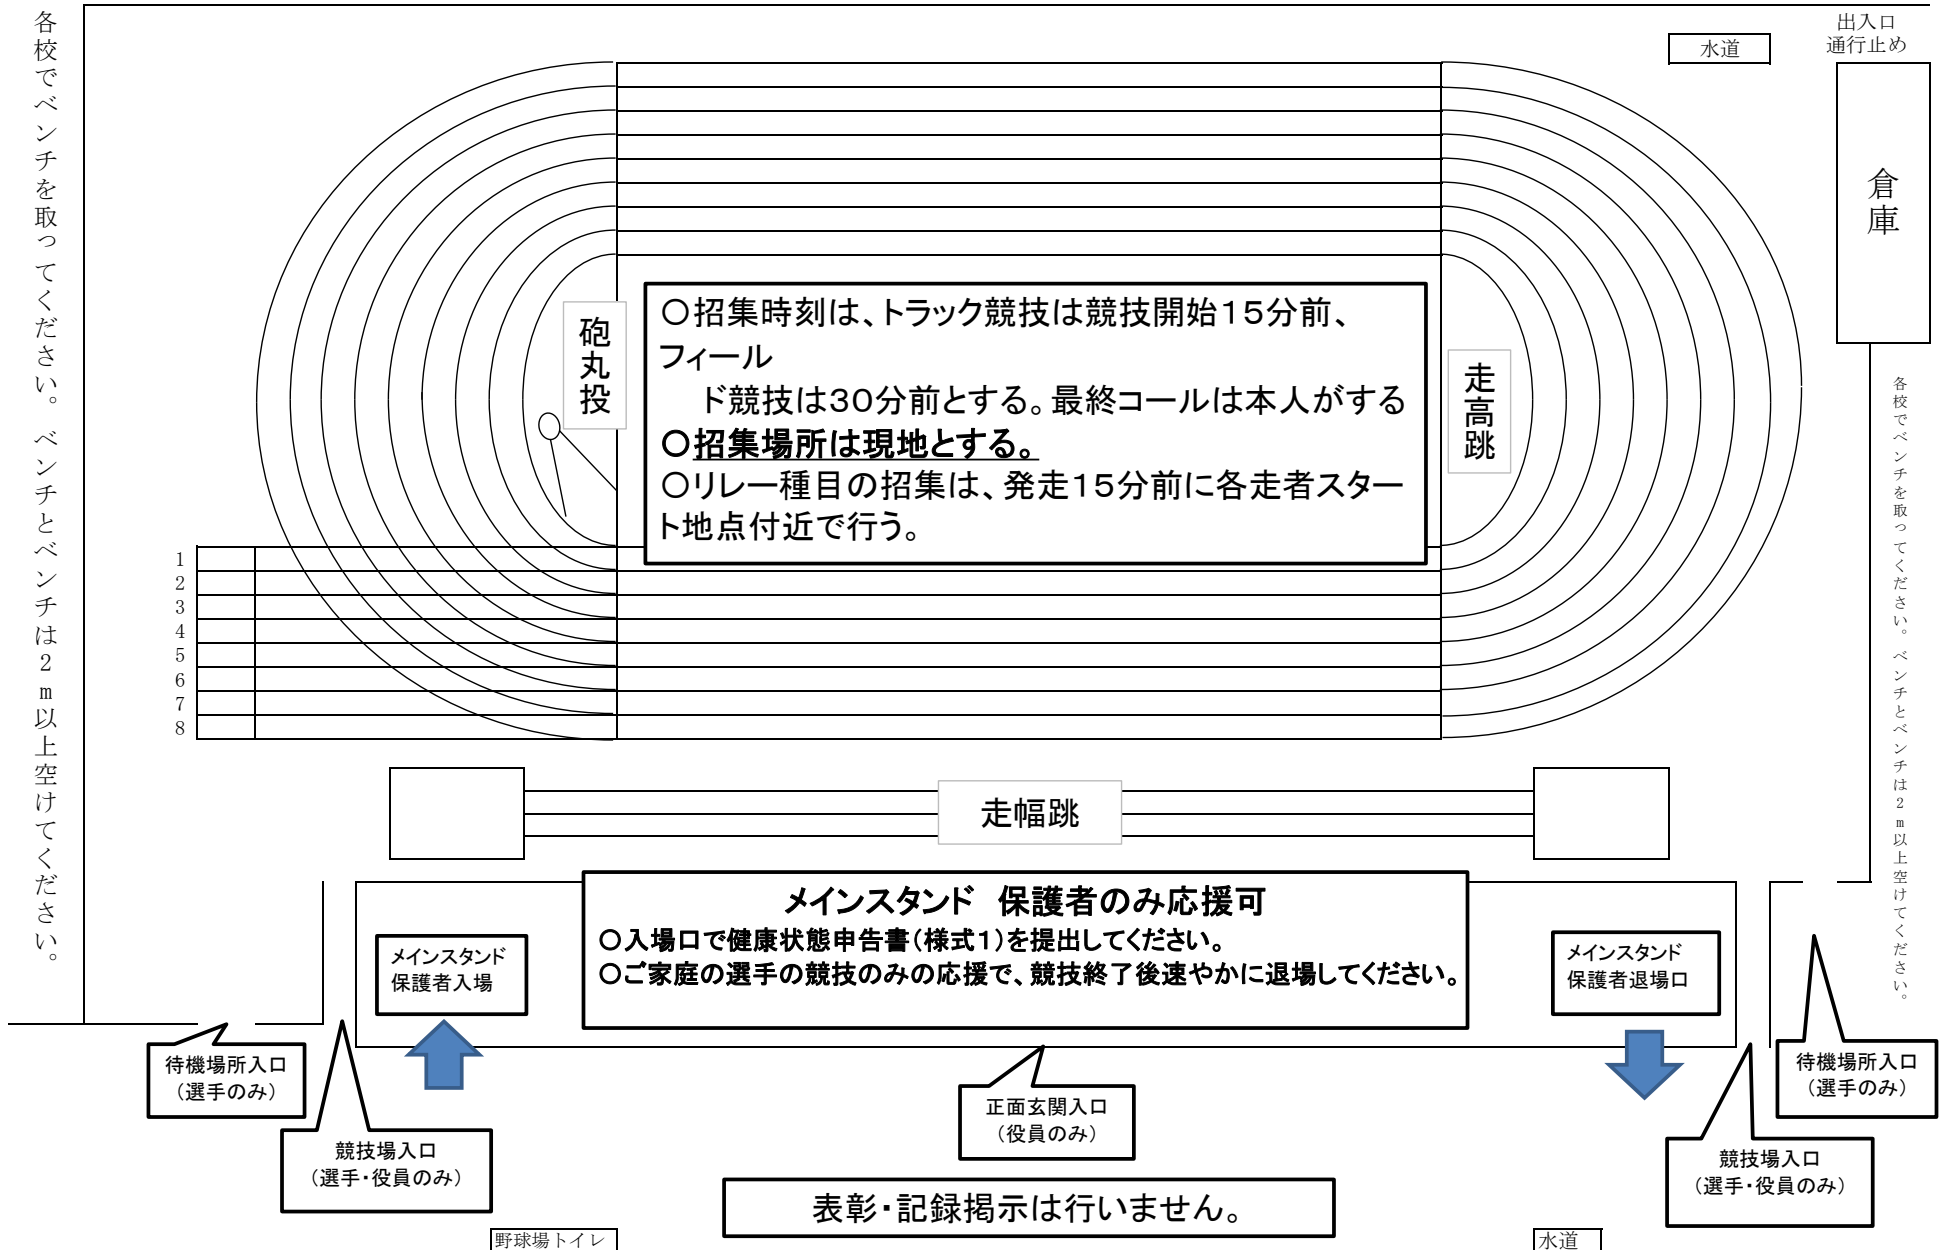 各校でベンチを取ってください。ベンチとベンチは2m以上空けてください。
出入口
通行止め
水道
倉庫
砲丸投
〇招集時刻は、トラック競技は競技開始15分前、
フィール
ド競技は30分前とする。最終コールは本人がする
〇招集場所は現地とする。
〇リレー種目の招集は、発走15分前に各走者スター
ト地点付近で行う。
走高跳
各校でベンチを取ってください。ベンチとベンチは2m以上空けてください。
1
2
3
4
5
6
7
8
走幅跳
メインスタンド 保護者のみ応援可
〇入場口で健康状態申告書(様式1)を提出してください。
〇ご家庭の選手の競技のみの応援で、競技終了後速やかに退場してください。
メインスタンド
保護者入場
メインスタンド
保護者退場口
待機場所入口
(選手のみ)
競技場入口
(選手・役員のみ)
正面玄関入口
(役員のみ)
待機場所入口
(選手のみ)
競技場入口
(選手・役員のみ)
表彰・記録掲示は行いません。
野球場トイレ
水道